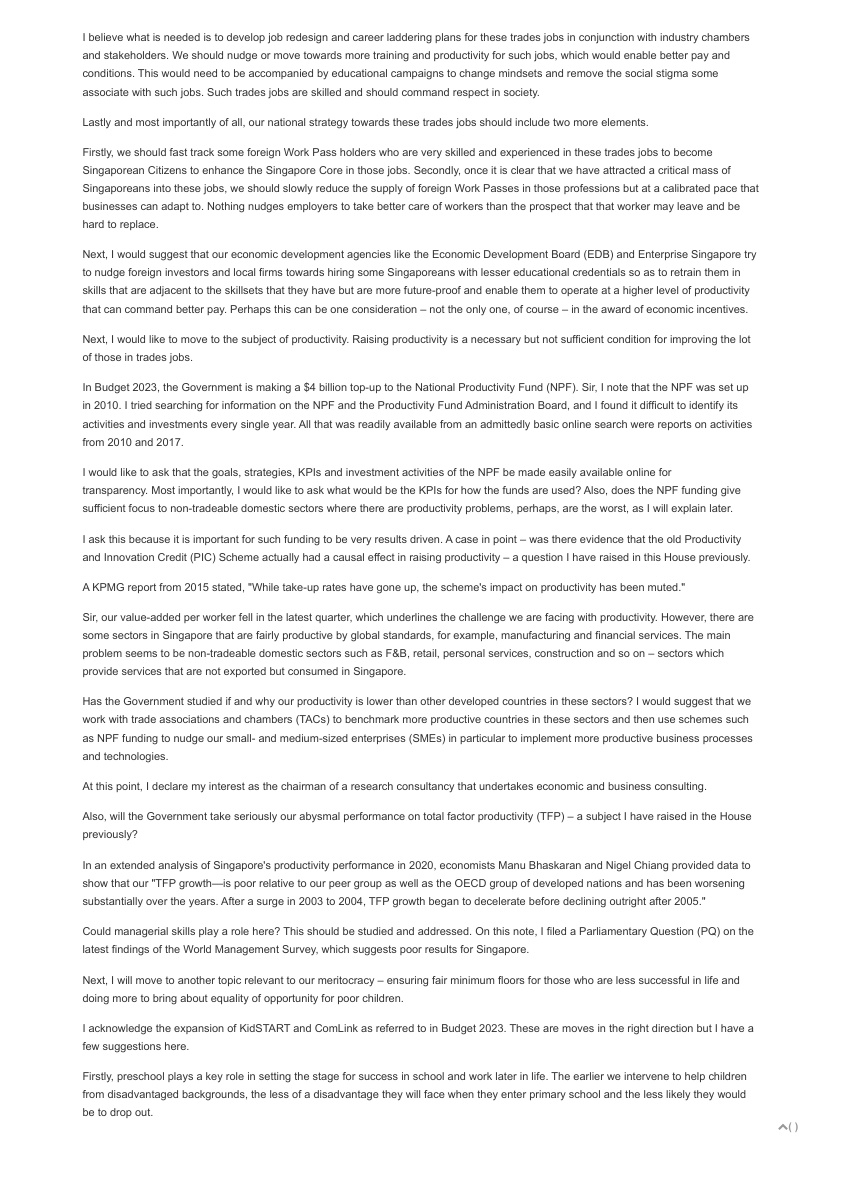 I believe what is needed is to develop job redesign and career laddering plans for these trades jobs in conjunction with industry chambers
and stakeholders. We should nudge or move towards more training and productivity for such jobs, which would enable better pay and
conditions. This would need to be accompanied by educational campaigns to change mindsets and remove the social stigma some
associate with such jobs. Such trades jobs are skilled and should command respect in society.
Lastly and most importantly of all, our national strategy towards these trades jobs should include two more elements.
Firstly, we should fast track some foreign Work Pass holders who are very skilled and experienced in these trades jobs to become
Singaporean Citizens to enhance the Singapore Core in those jobs. Secondly, once it is clear that we have attracted a critical mass of
Singaporeans into these jobs, we should slowly reduce the supply of foreign Work Passes in those professions but at a calibrated pace that
businesses can adapt to. Nothing nudges employers to take better care of workers than the prospect that that worker may leave and be
hard to replace.
Next, I would suggest that our economic development agencies like the Economic Development Board (EDB) and Enterprise Singapore try
to nudge foreign investors and local firms towards hiring some Singaporeans with lesser educational credentials so as to retrain them in
skills that are adjacent to the skillsets that they have but are more future-proof and enable them to operate at a higher level of productivity
that can command better pay. Perhaps this can be one consideration – not the only one, of course – in the award of economic incentives.
Next, I would like to move to the subject of productivity. Raising productivity is a necessary but not sufficient condition for improving the lot
of those in trades jobs.
In Budget 2023, the Government is making a $4 billion top-up to the National Productivity Fund (NPF). Sir, I note that the NPF was set up
in 2010. I tried searching for information on the NPF and the Productivity Fund Administration Board, and I found it difficult to identify its
activities and investments every single year. All that was readily available from an admittedly basic online search were reports on activities
from 2010 and 2017.
I would like to ask that the goals, strategies, KPIs and investment activities of the NPF be made easily available online for
transparency. Most importantly, I would like to ask what would be the KPIs for how the funds are used? Also, does the NPF funding give
sufficient focus to non-tradeable domestic sectors where there are productivity problems, perhaps, are the worst, as I will explain later.
I ask this because it is important for such funding to be very results driven. A case in point – was there evidence that the old Productivity
and Innovation Credit (PIC) Scheme actually had a causal effect in raising productivity – a question I have raised in this House previously.
A KPMG report from 2015 stated, "While take-up rates have gone up, the scheme's impact on productivity has been muted."
Sir, our value-added per worker fell in the latest quarter, which underlines the challenge we are facing with productivity. However, there are
some sectors in Singapore that are fairly productive by global standards, for example, manufacturing and financial services. The main
problem seems to be non-tradeable domestic sectors such as F&B, retail, personal services, construction and so on – sectors which
provide services that are not exported but consumed in Singapore.
Has the Government studied if and why our productivity is lower than other developed countries in these sectors? I would suggest that we
work with trade associations and chambers (TACs) to benchmark more productive countries in these sectors and then use schemes such
as NPF funding to nudge our small- and medium-sized enterprises (SMEs) in particular to implement more productive business processes
and technologies.
At this point, I declare my interest as the chairman of a research consultancy that undertakes economic and business consulting.
Also, will the Government take seriously our abysmal performance on total factor productivity (TFP) – a subject I have raised in the House
previously?
In an extended analysis of Singapore's productivity performance in 2020, economists Manu Bhaskaran and Nigel Chiang provided data to
show that our "TFP growth—is poor relative to our peer group as well as the OECD group of developed nations and has been worsening
substantially over the years. After a surge in 2003 to 2004, TFP growth began to decelerate before declining outright after 2005."
Could managerial skills play a role here? This should be studied and addressed. On this note, I filed a Parliamentary Question (PQ) on the
latest findings of the World Management Survey, which suggests poor results for Singapore.
Next, I will move to another topic relevant to our meritocracy – ensuring fair minimum floors for those who are less successful in life and
doing more to bring about equality of opportunity for poor children.
I acknowledge the expansion of KidSTART and ComLink as referred to in Budget 2023. These are moves in the right direction but I have a
few suggestions here.
Firstly, preschool plays a key role in setting the stage for success in school and work later in life. The earlier we intervene to help children
from disadvantaged backgrounds, the less of a disadvantage they will face when they enter primary school and the less likely they would
be to drop out.
( )